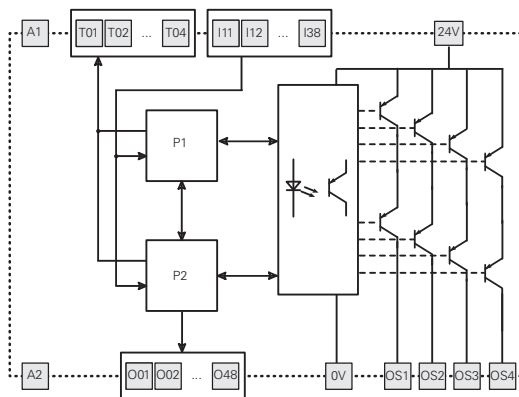 A1 T01 T02 ... T04 I11 I12 ... I38 24V
P1
P2
A2 O01 O02 ... O48 0V OS1 OS2 OS3 OS4